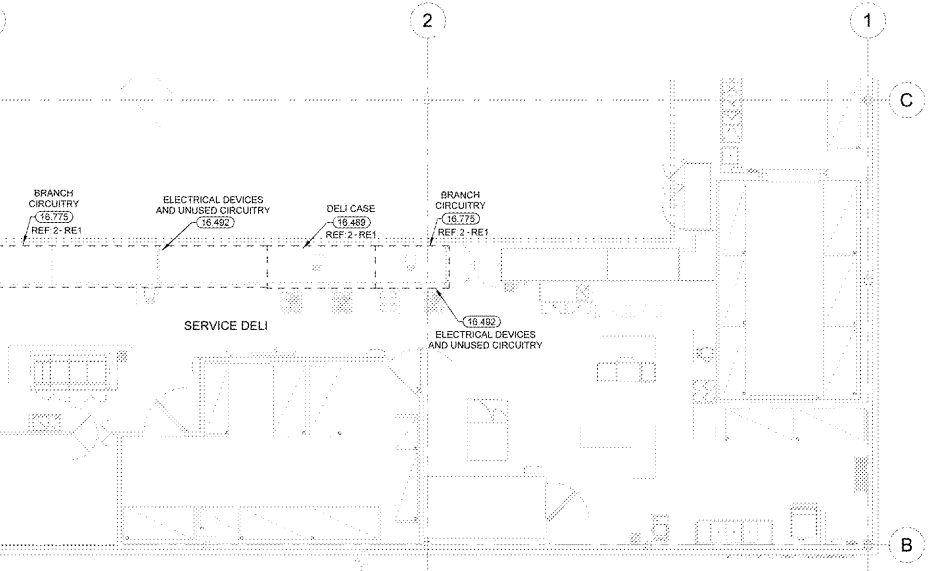 2
1
C
BRANCH
CIRCUITRY
16.775
REF:2-RE1
ELECTRICAL DEVICES
AND UNUSED CIRCUITRY
16.492
DELI CASE
16.489
REF:2-RE1
BRANCH
CIRCUITRY
16.775
REF:2-RE1
16.492
ELECTRICAL DEVICES
AND UNUSED CIRCUITRY
SERVICE DELI
B